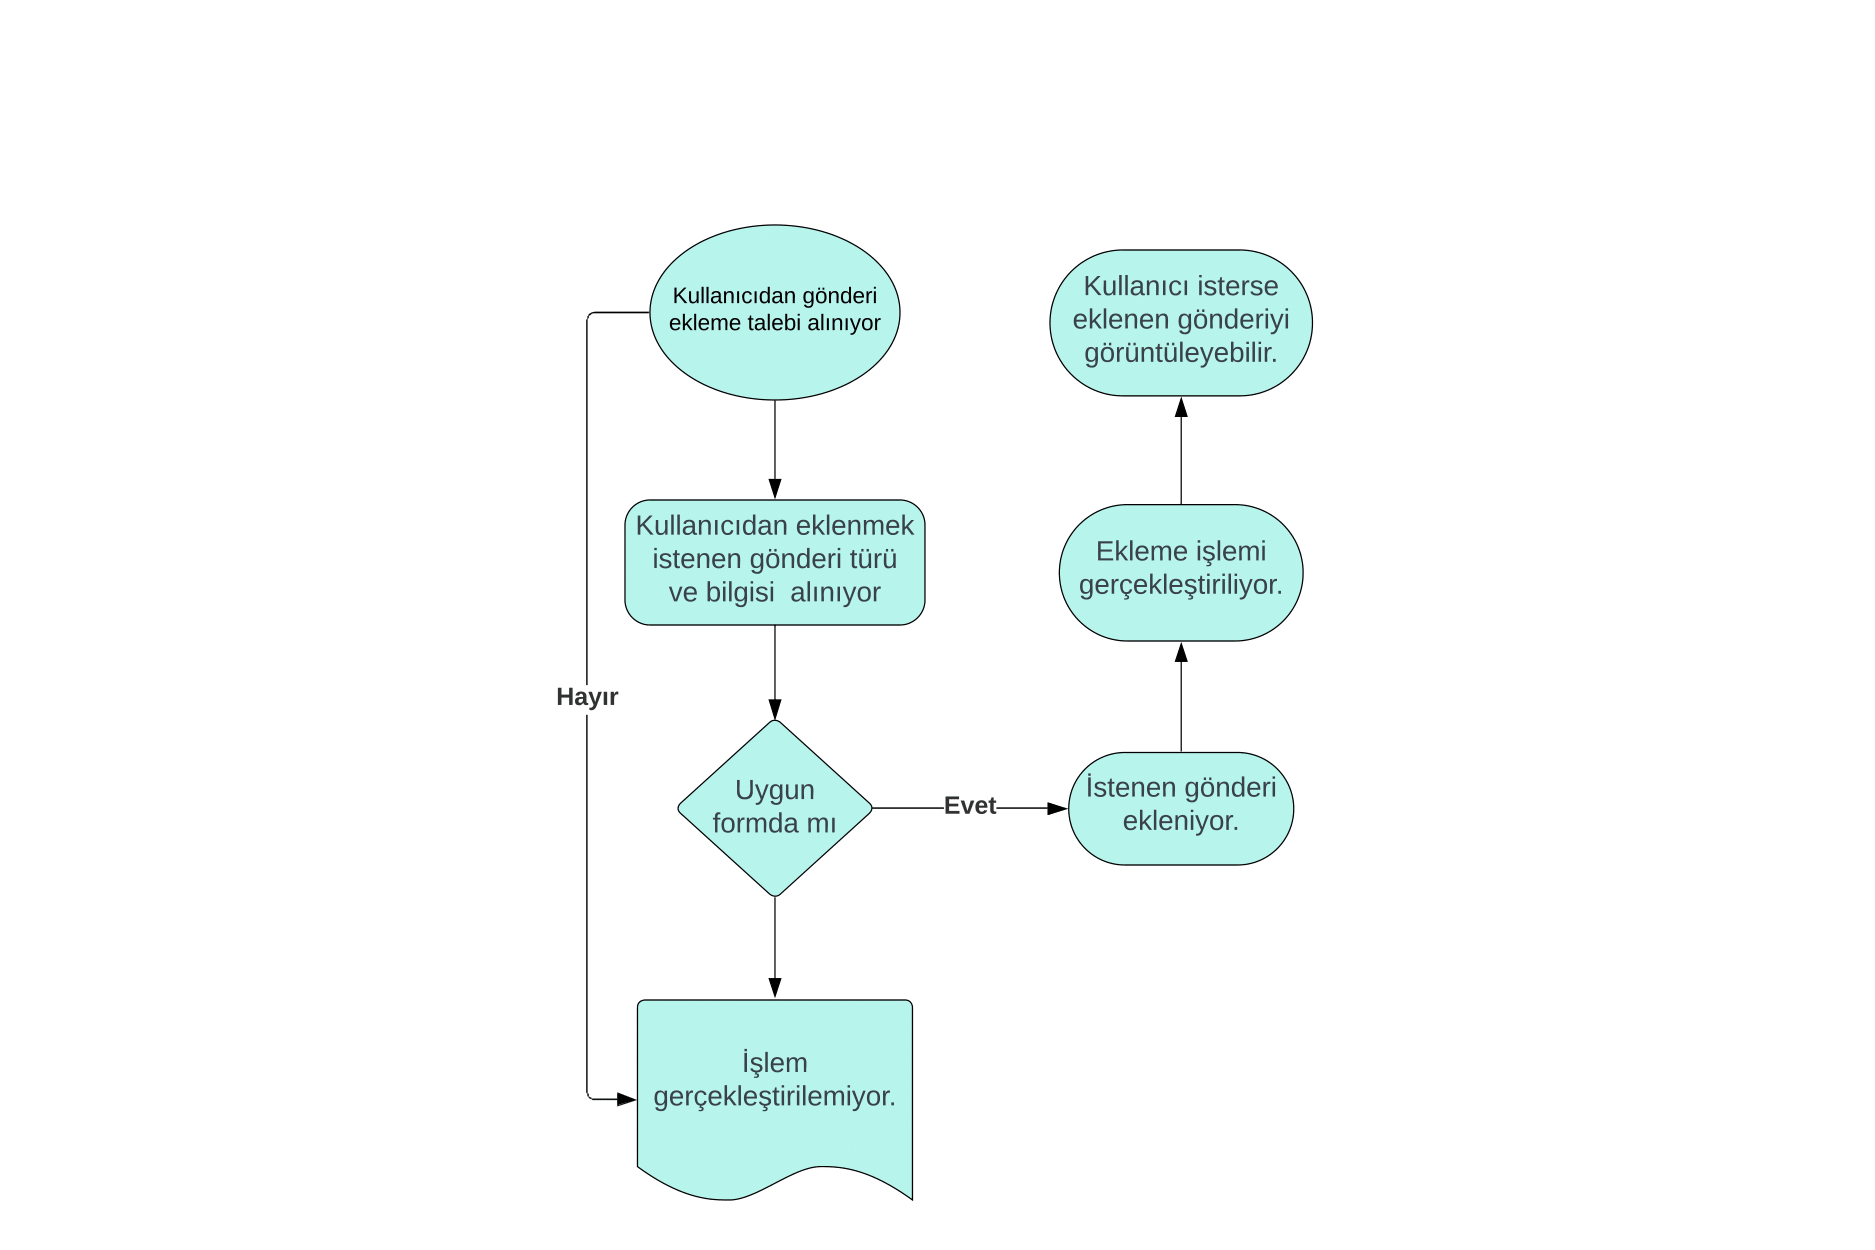 Kullanıcıdan gönderi
ekleme talebi alınıyor
Kullanıcıdan eklenmek
istenen gönderi türü
ve bilgisi  alınıyor
Hayır
Uygun
formda mı
Evet
İşlem
gerçekleştirilemiyor.
İstenen gönderi
ekleniyor.
Ekleme işlemi
gerçekleştiriliyor.
Kullanıcı isterse
eklenen gönderiyi
görüntüleyebilir.